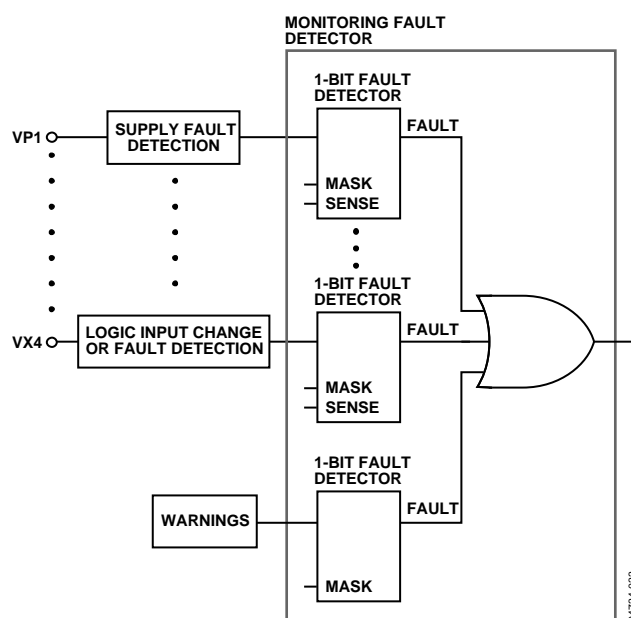 MONITORING FAULT
DETECTOR
1-BIT FAULT
DETECTOR
VP1
SUPPLY FAULT
DETECTION
FAULT
MASK
SENSE
1-BIT FAULT
DETECTOR
VX4
LOGIC INPUT CHANGE
OR FAULT DETECTION
FAULT
MASK
SENSE
1-BIT FAULT
DETECTOR
WARNINGS
FAULT
MASK